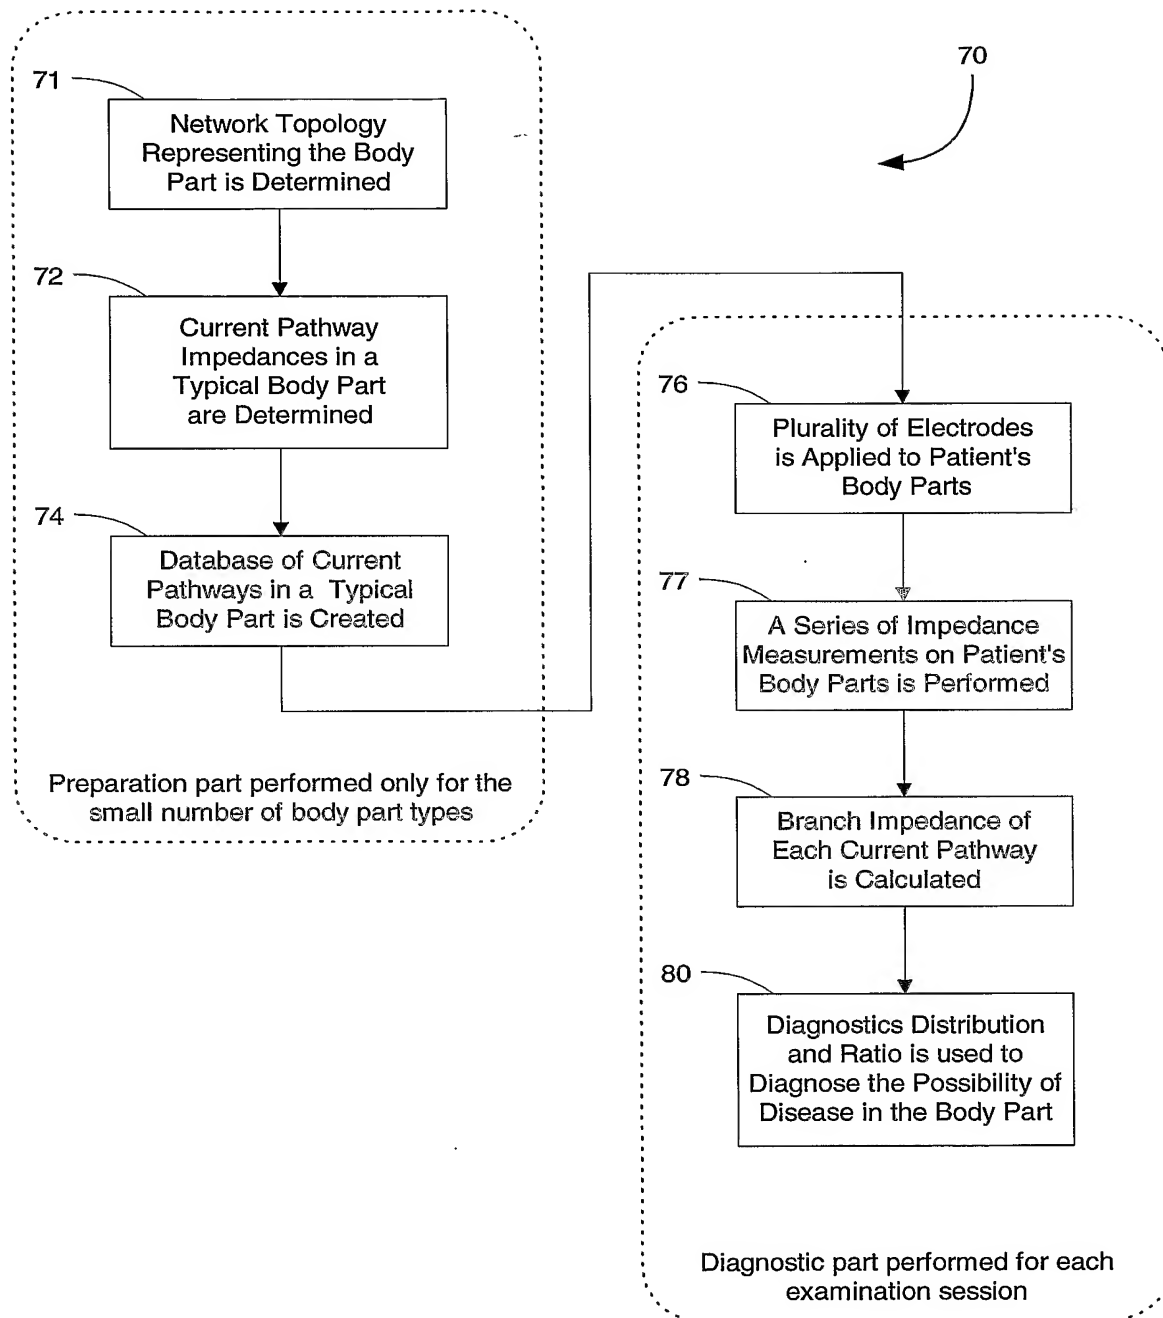 70
71
Network Topology
Representing the Body
Part is Determined
72
Current Pathway
Impedances in a
Typical Body Part
are Determined
74
Database of Current
Pathways in a Typical
Body Part is Created
Preparation part performed only for the
small number of body part types
76
Plurality of Electrodes
is Applied to Patient's
Body Parts
77
A Series of Impedance
Measurements on Patient's
Body Parts is Performed
78
Branch Impedance of
Each Current Pathway
is Calculated
80
Diagnostics Distribution
and Ratio is used to
Diagnose the Possibility of
Disease in the Body Part
Diagnostic part performed for each
examination session